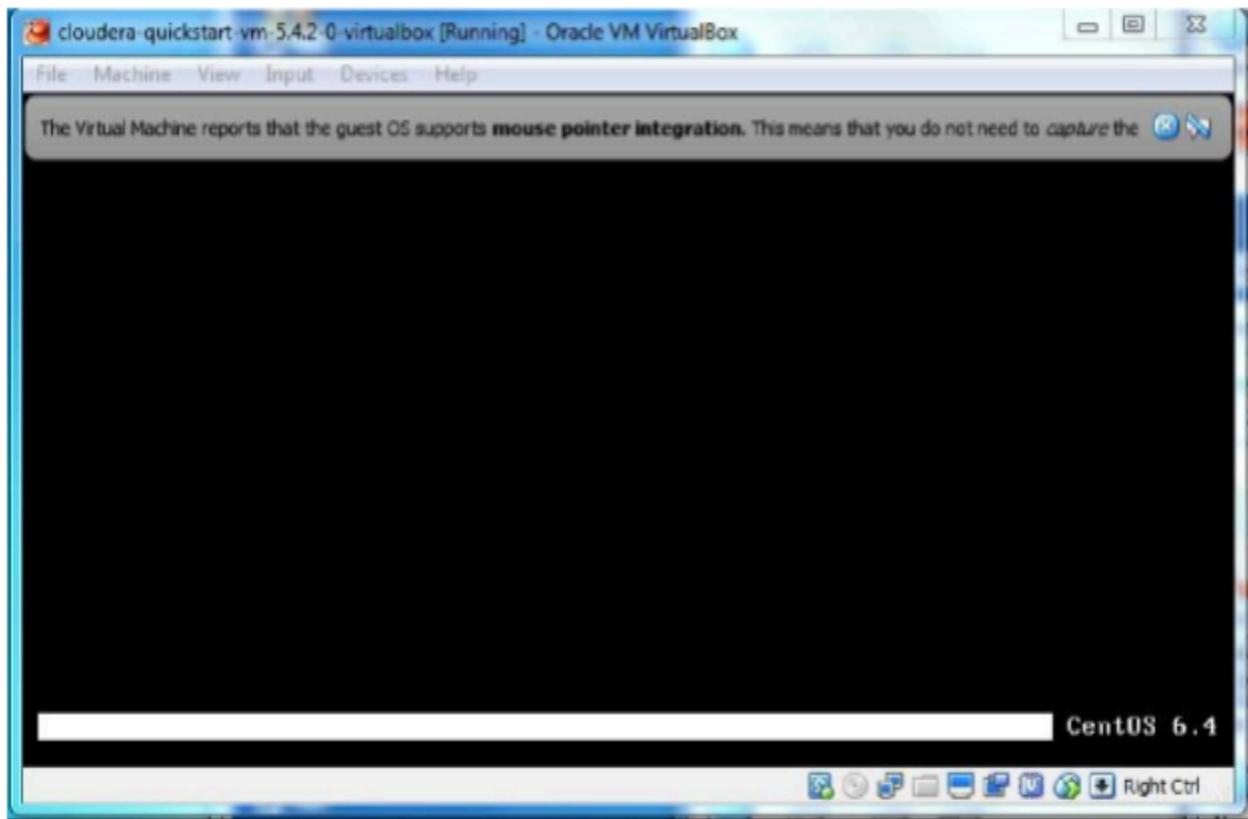 cloudera-quickstart-vm-5.4.2-0-virtualbox [Running] - Oracle VM VirtualBox
File Machine View Input Devices Help
The Virtual Machine reports that the guest OS supports mouse pointer integration. This means that you do not need to capture the
CentOS 6.4
Right Ctrl